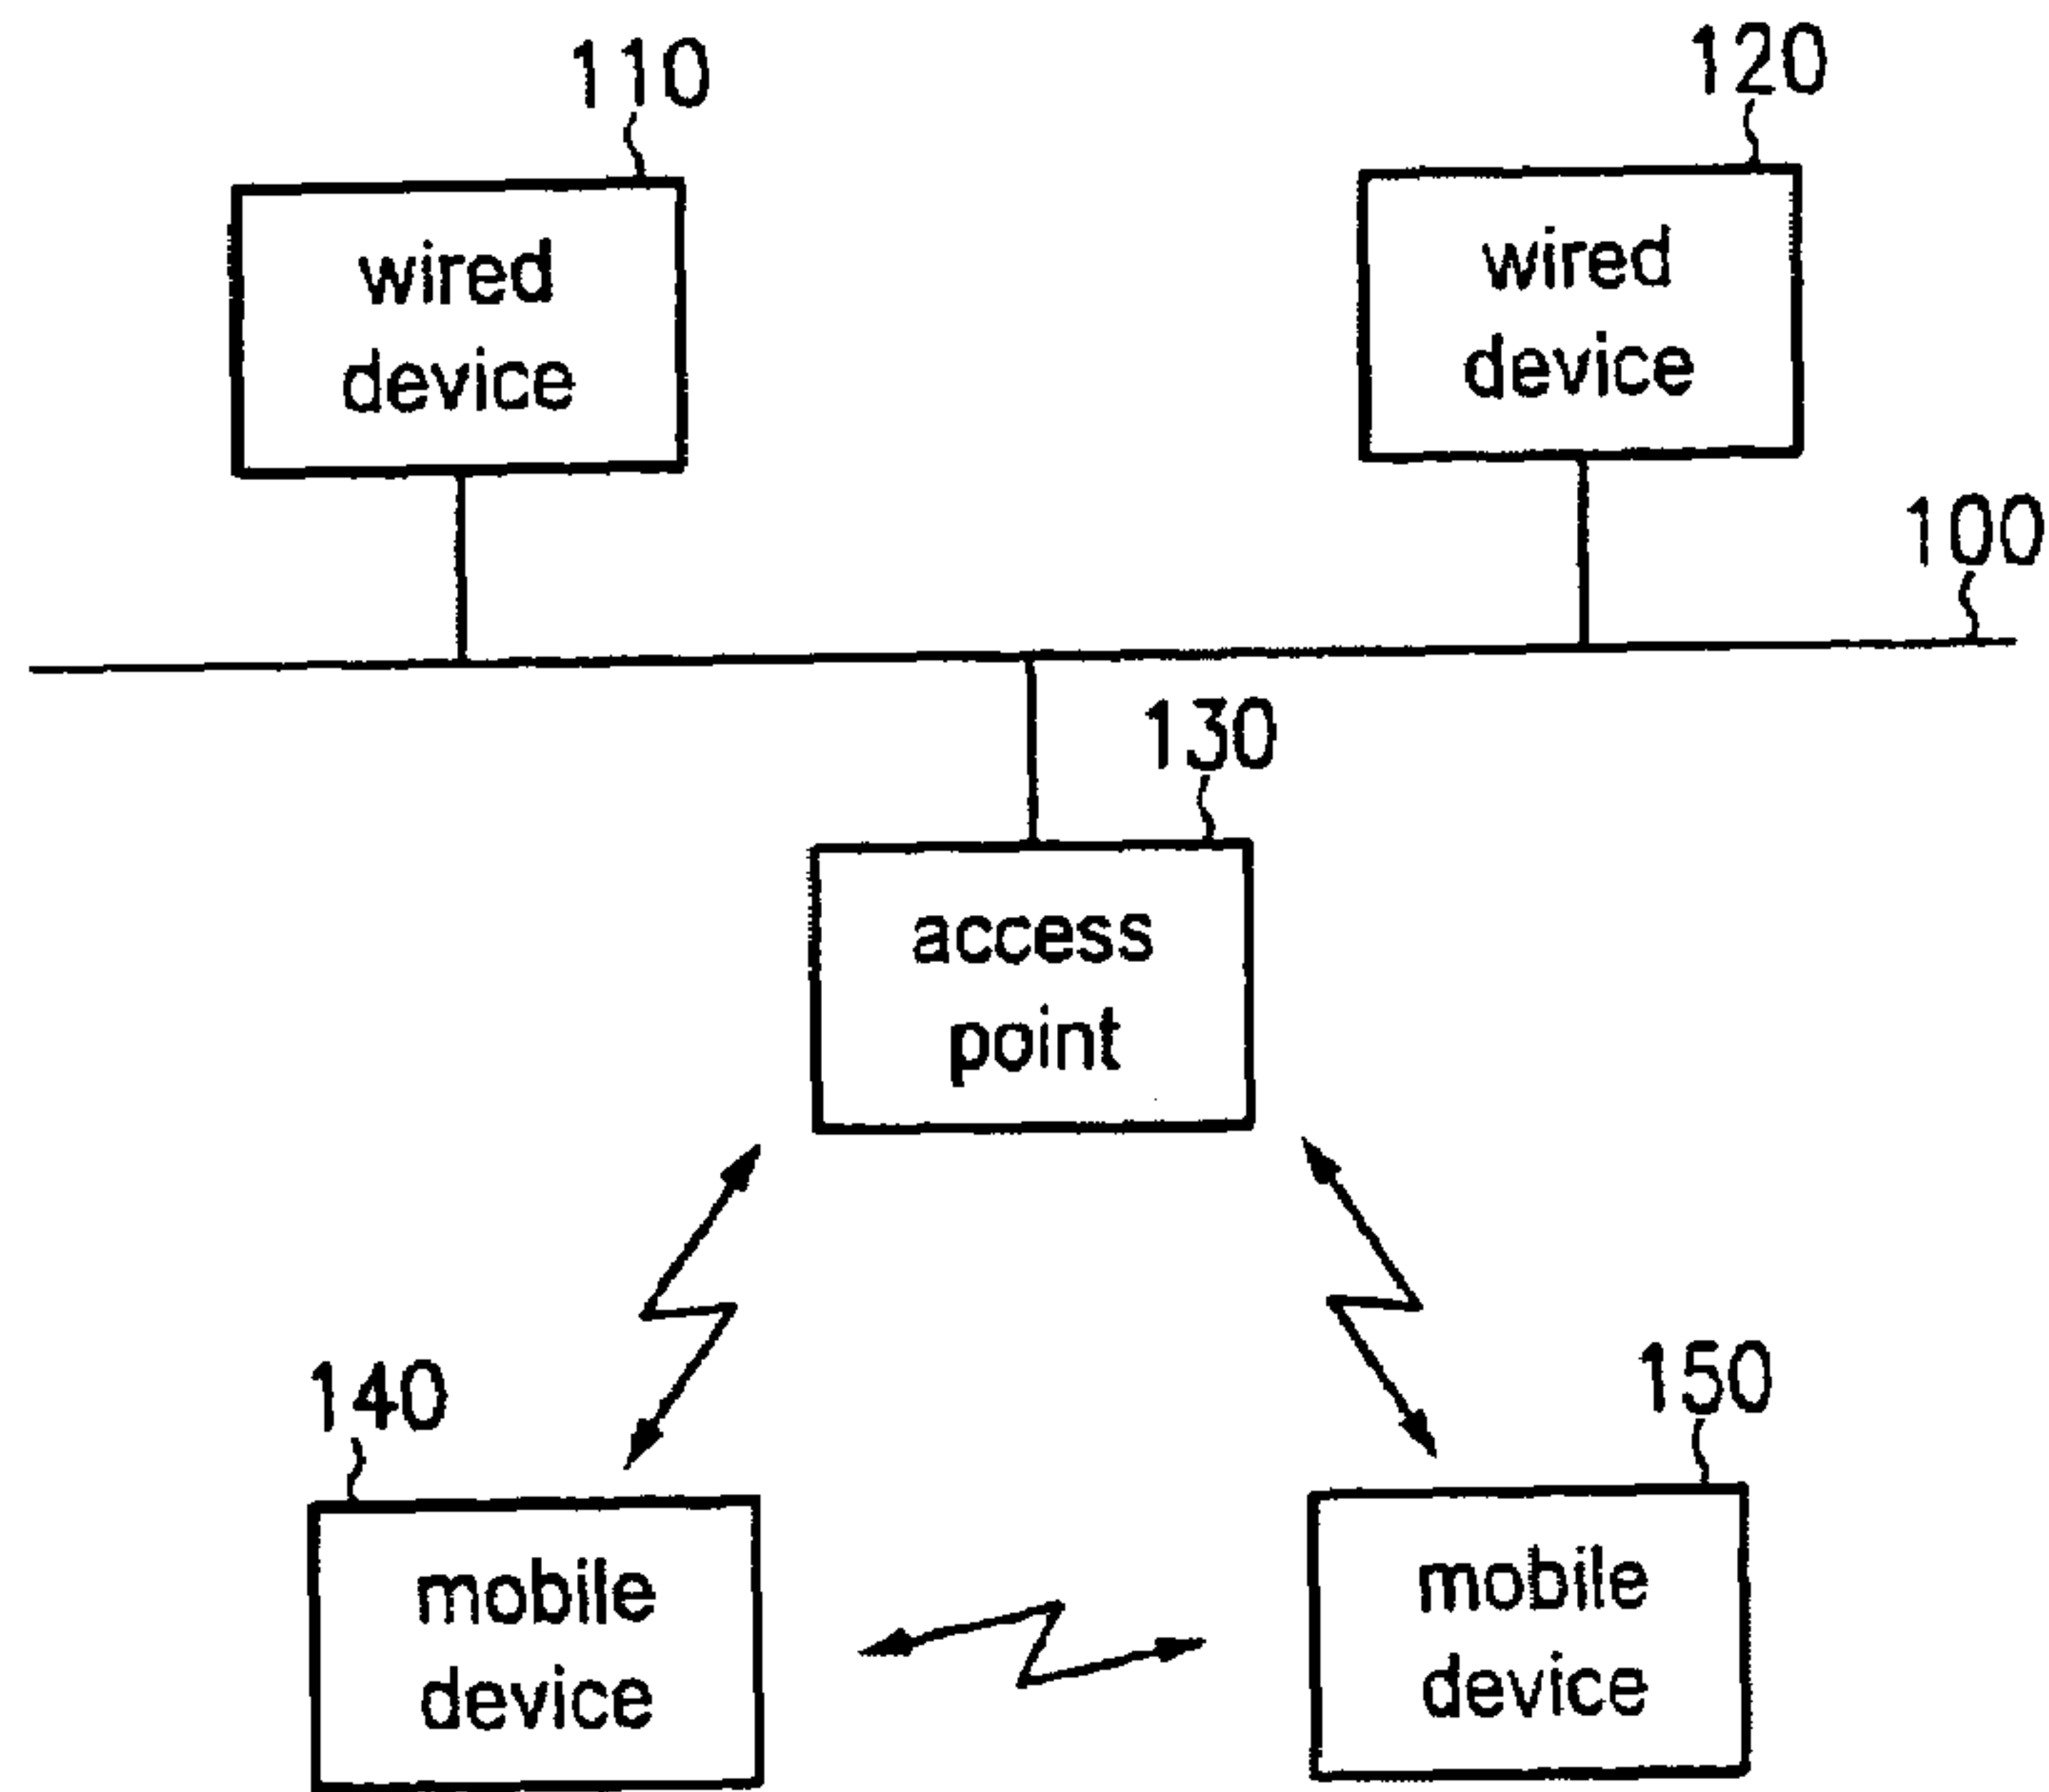 110
120
wired
device
wired
device
100
130
access
point
140
150
mobile
device
mobile
device